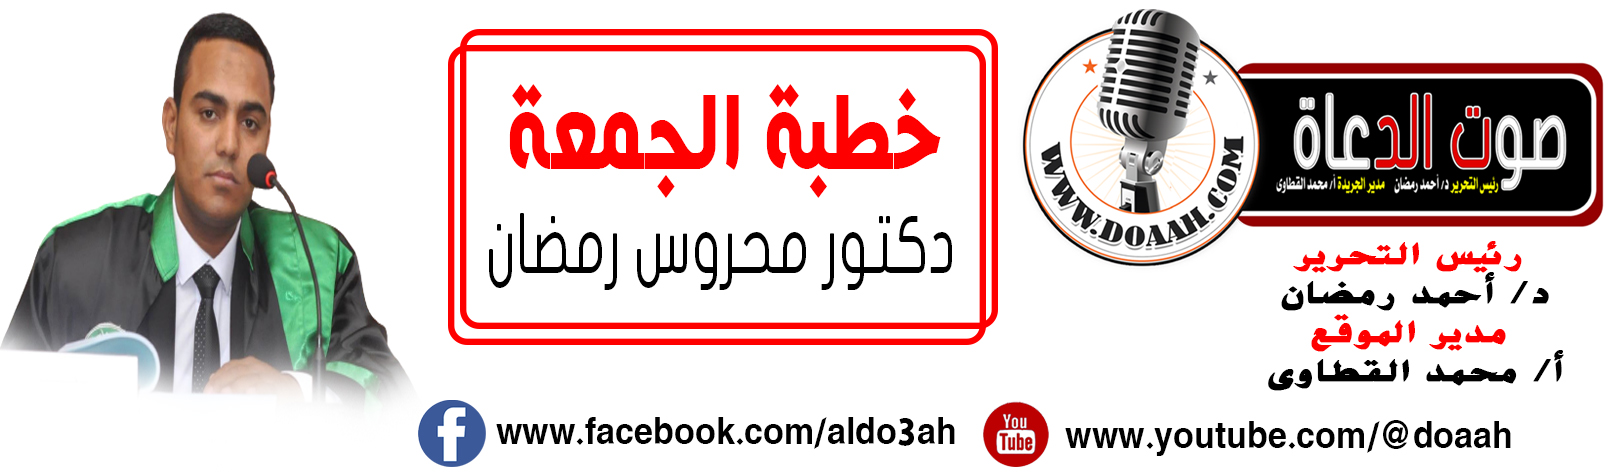 خطبة الجمعة
دكتور محروس رمضان
صوت الدعاة
رئيس التحرير د/ أحمد رمضان مدير الجريدة أ/ محمد القطاوى
WWW.DOAAH.COM
رئيس التحرير
د/ أحمد رمضان
مدير الموقع
أ/ محمد القطاوى
www.facebook.com/aldo3ah
You
Tube
www.youtube.com/@doaah